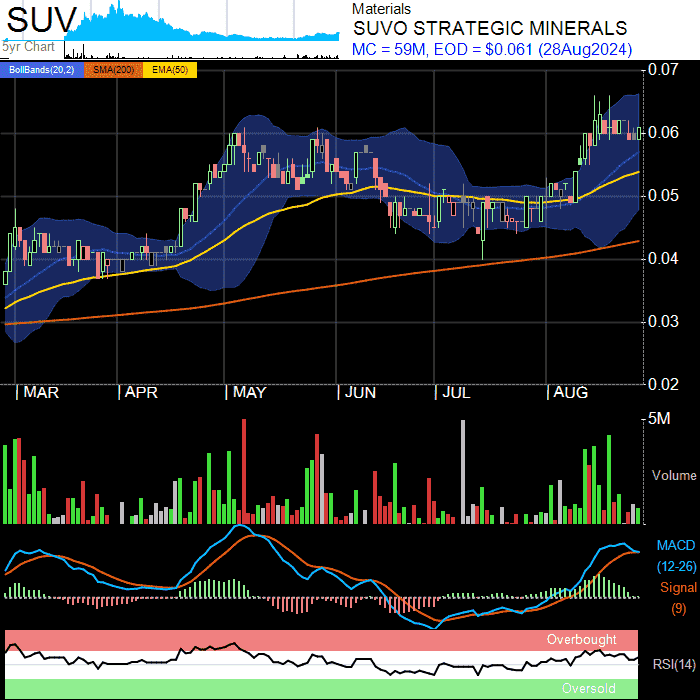 SUV
5yr Chart
Materials
SUVO STRATEGIC MINERALS
MC = 59M, EOD = $0.061 (28Aug2024)
BollBands(20,2) SMA(200) EMA(50)
0.07
0.06
0.05
0.04
0.03
0.02
MAR APR MAY JUN JUL AUG
5M
Volume
MACD
(12-26)
Signal
(9)
Overbought
RSI(14)
Oversold